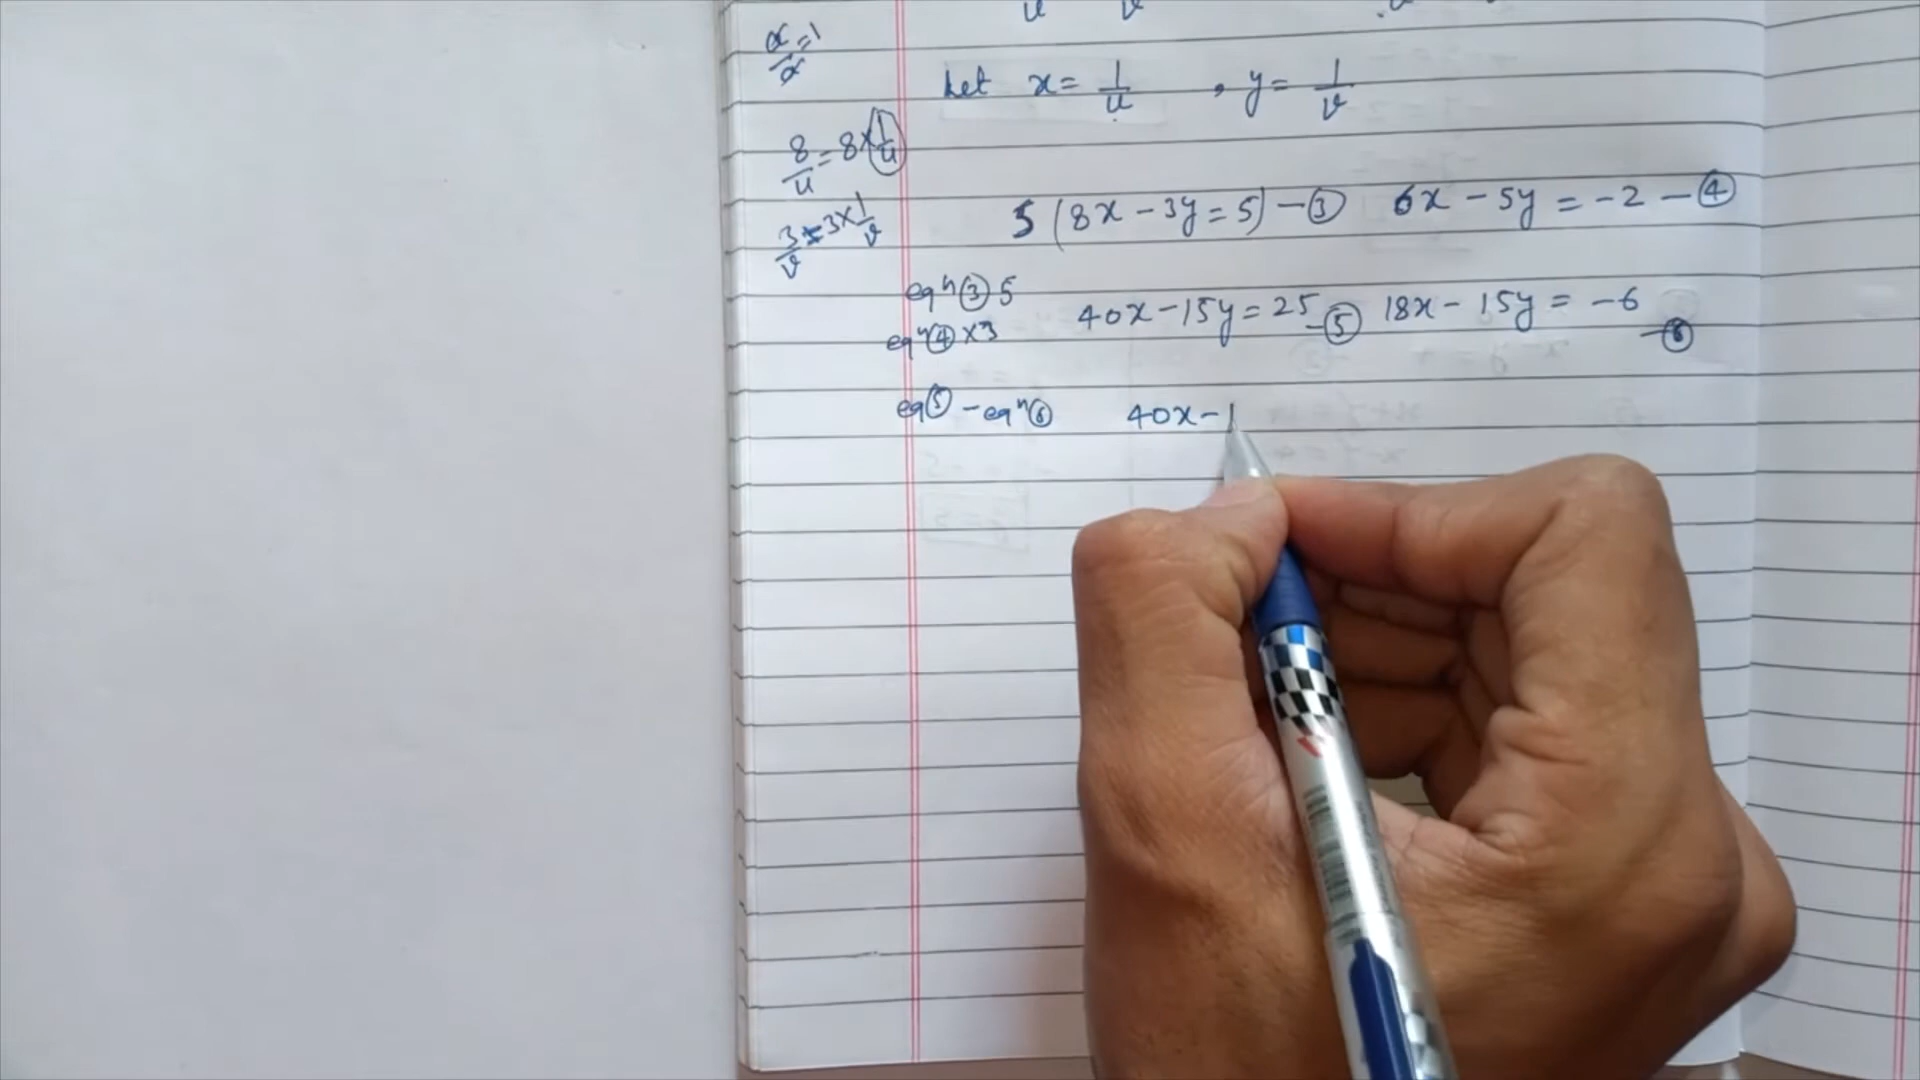 u v u
x/x = 1
Let x = 1/u , y = 1/v
8/u = 8 × 1/u
3/v = 3 × 1/v
5 (8x - 3y = 5) - ③ 6x - 5y = -2 - ④
eqⁿ ③ 5
eqⁿ ④ × 3
40x - 15y = 25 - ⑤ 18x - 15y = -6 - ⑥
eq ⑤ - eqⁿ ⑥ 40x - 1